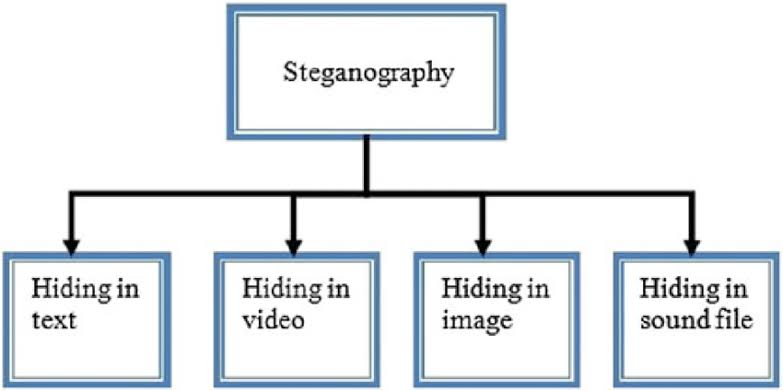 Steganography
Hiding in
text
Hiding in
video
Hiding in
image
Hiding in
sound file